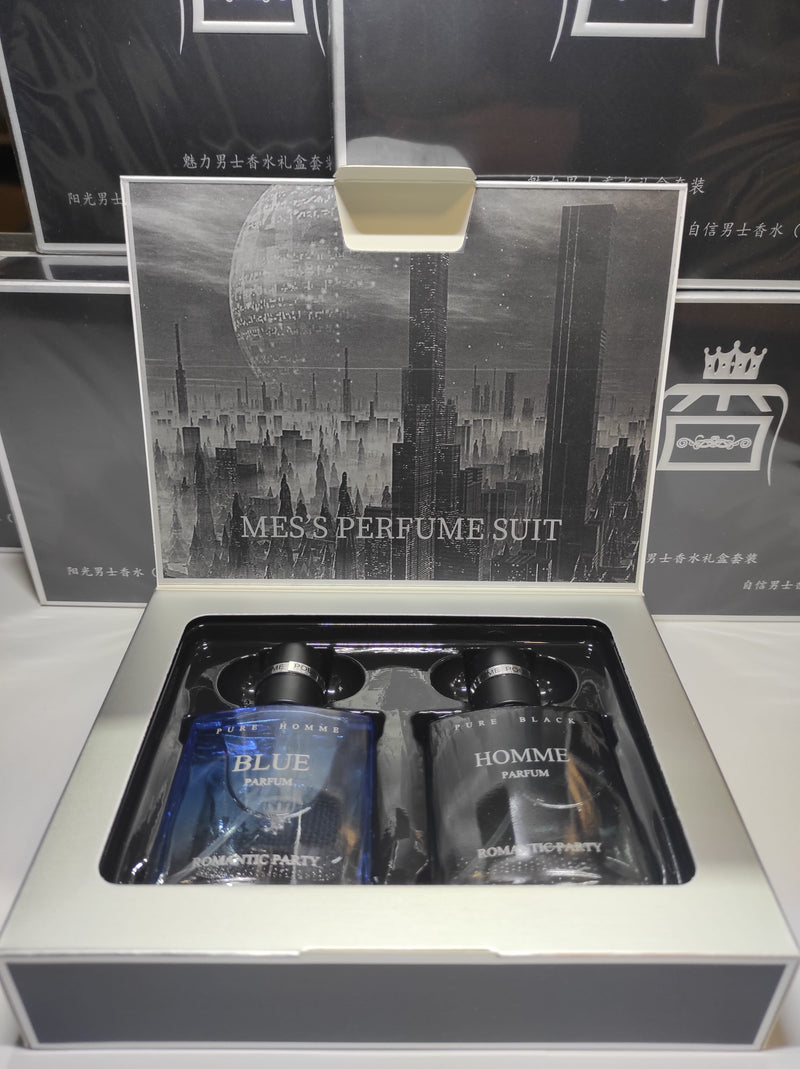 魅力男士香水礼盒套装
阳光男士
自信男士香水（
MES'S PERFUME SUIT
阳光男士香水（
男士香水礼盒套装
自信男士
PURE HOMME
BLUE
PARFUM
ROMANTIC PARTY
PURE BLACK
HOMME
PARFUM
ROMANTIC PARTY